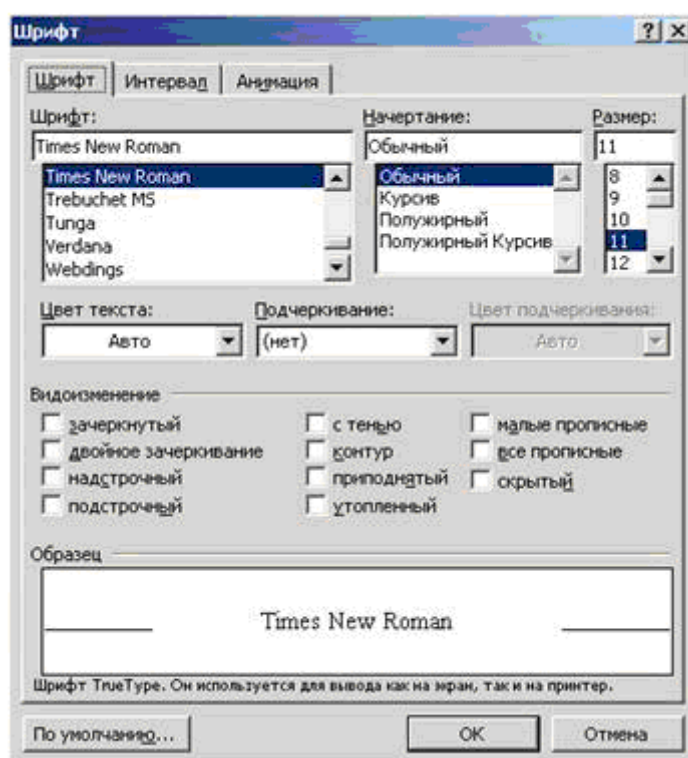 Шрифт
Шрифт Интервал Анимация
Шрифт: Начертание: Размер:
Times New Roman Обычный 11
Times New Roman Обычный 8
Trebuchet MS Курсив 9
Tunga Полужирный 10
Verdana Полужирный Курсив 11
Webdings 12
Цвет текста: Подчеркивание: Цвет подчеркивания:
Авто (нет) Авто
Видоизменение
зачеркнутый с тенью малые прописные
двойное зачеркивание контур все прописные
надстрочный приподнятый скрытый
подстрочный утопленный
Образец
Times New Roman
Шрифт TrueType. Он используется для вывода как на экран, так и на принтер.
По умолчанию... ОК Отмена